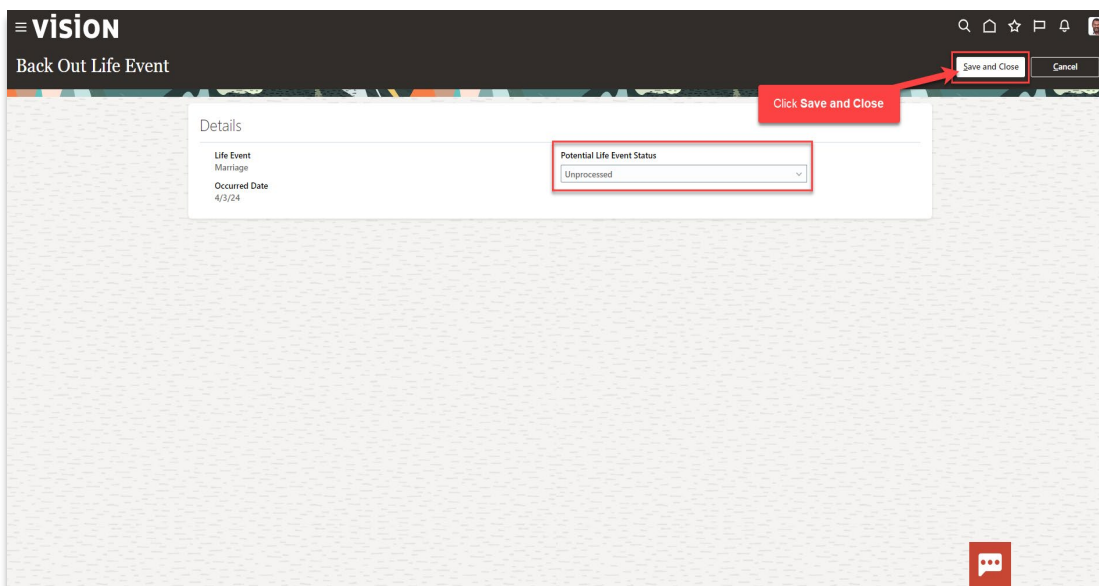 vision
Back Out Life Event
Save and Close
Cancel
Click Save and Close
Details
Life Event
Marriage
Occurred Date
4/3/24
Potential Life Event Status
Unprocessed